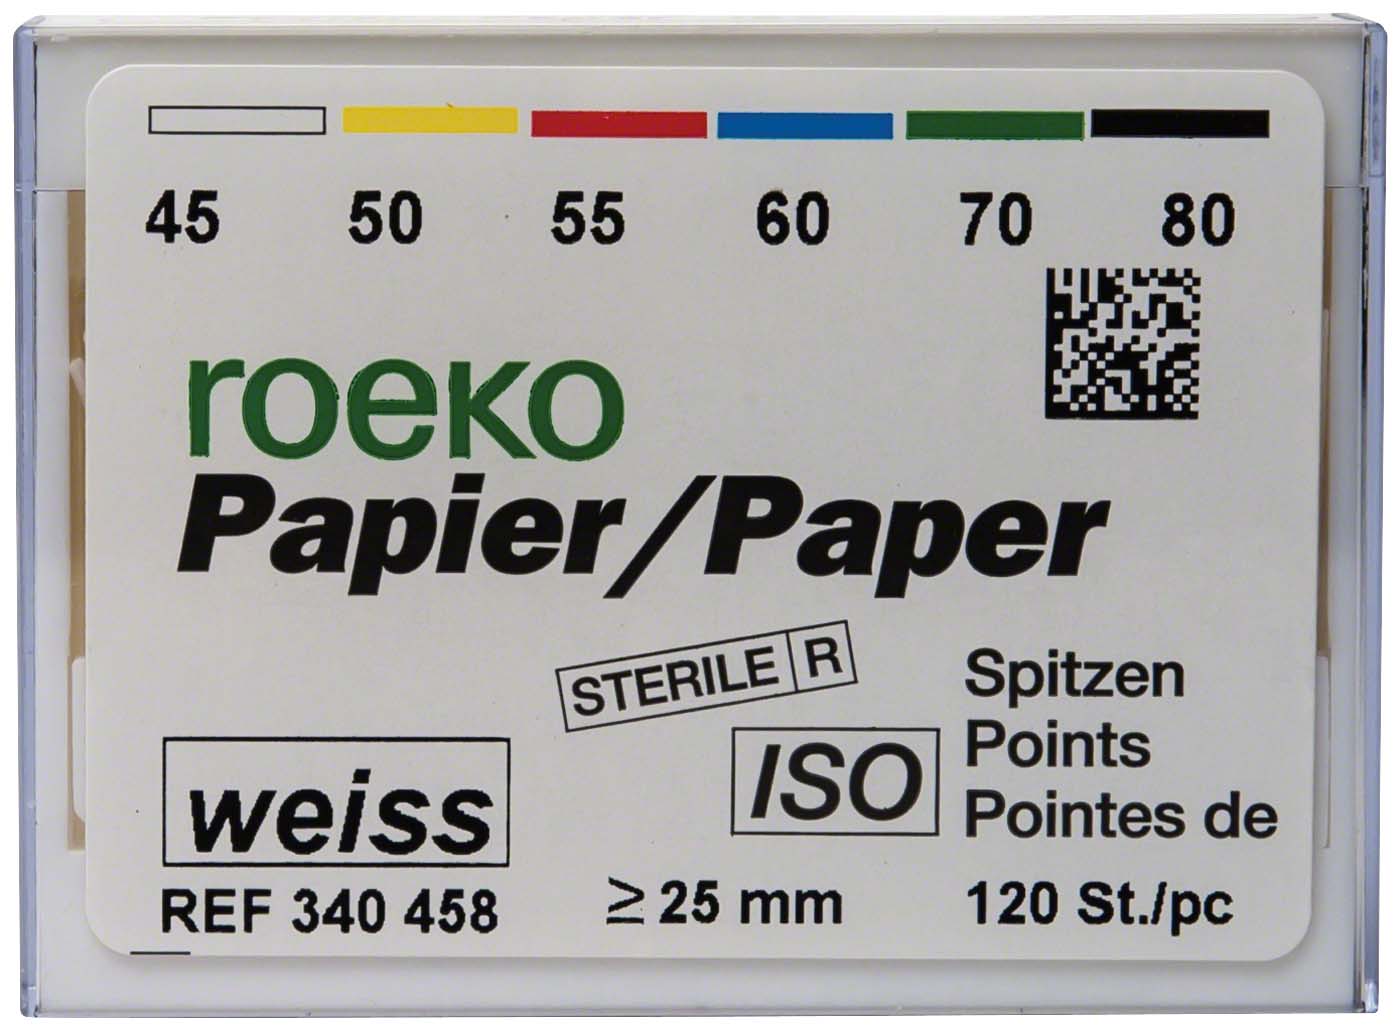 45 50 55 60 70 80
roeko
Papier/Paper
STERILE R
Spitzen
Points
Pointes de
ISO
weiss
REF 340 458
≥ 25 mm
120 St./pc